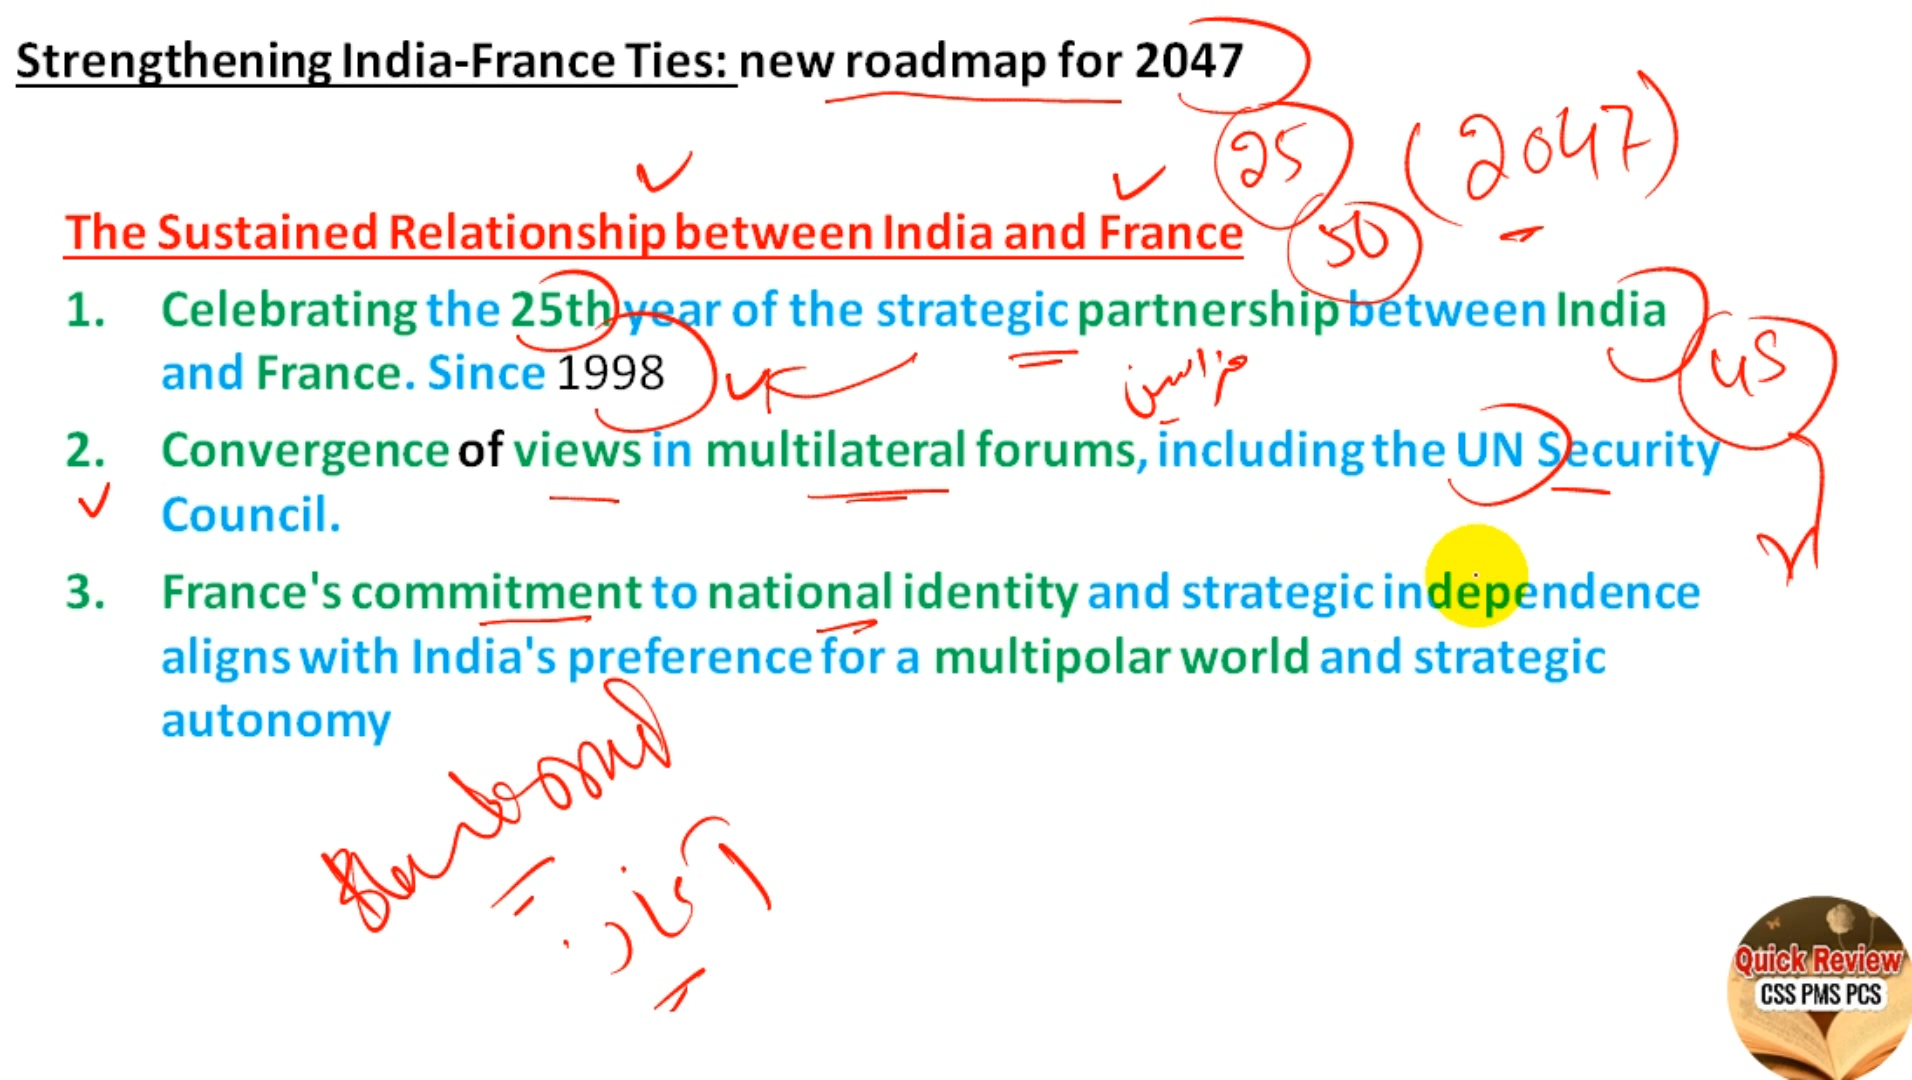 Strengthening India-France Ties: new roadmap for 2047
25
(2047)
The Sustained Relationship between India and France
50
1. Celebrating the 25th year of the strategic partnership between India
and France. Since 1998
US
2. Convergence of views in multilateral forums, including the UN Security
Council.
3. France's commitment to national identity and strategic independence
aligns with India's preference for a multipolar world and strategic
autonomy
Quick Review
CSS PMS PCS